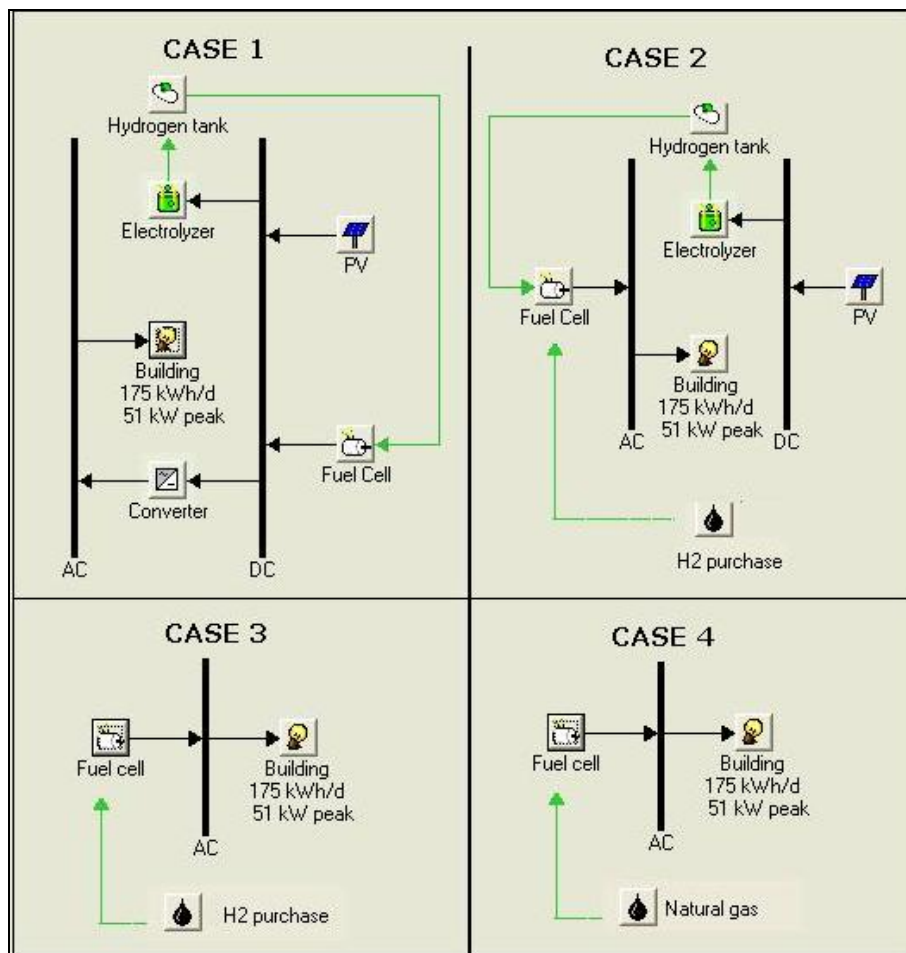 CASE 1
Hydrogen tank
Electrolyzer
PV
Building
175 kWh/d
51 kW peak
Fuel Cell
Converter
AC
DC
CASE 2
Hydrogen tank
Electrolyzer
Fuel Cell
PV
Building
175 kWh/d
51 kW peak
AC
DC
H2 purchase
CASE 3
Fuel cell
Building
175 kWh/d
51 kW peak
AC
H2 purchase
CASE 4
Fuel cell
Building
175 kWh/d
51 kW peak
AC
Natural gas